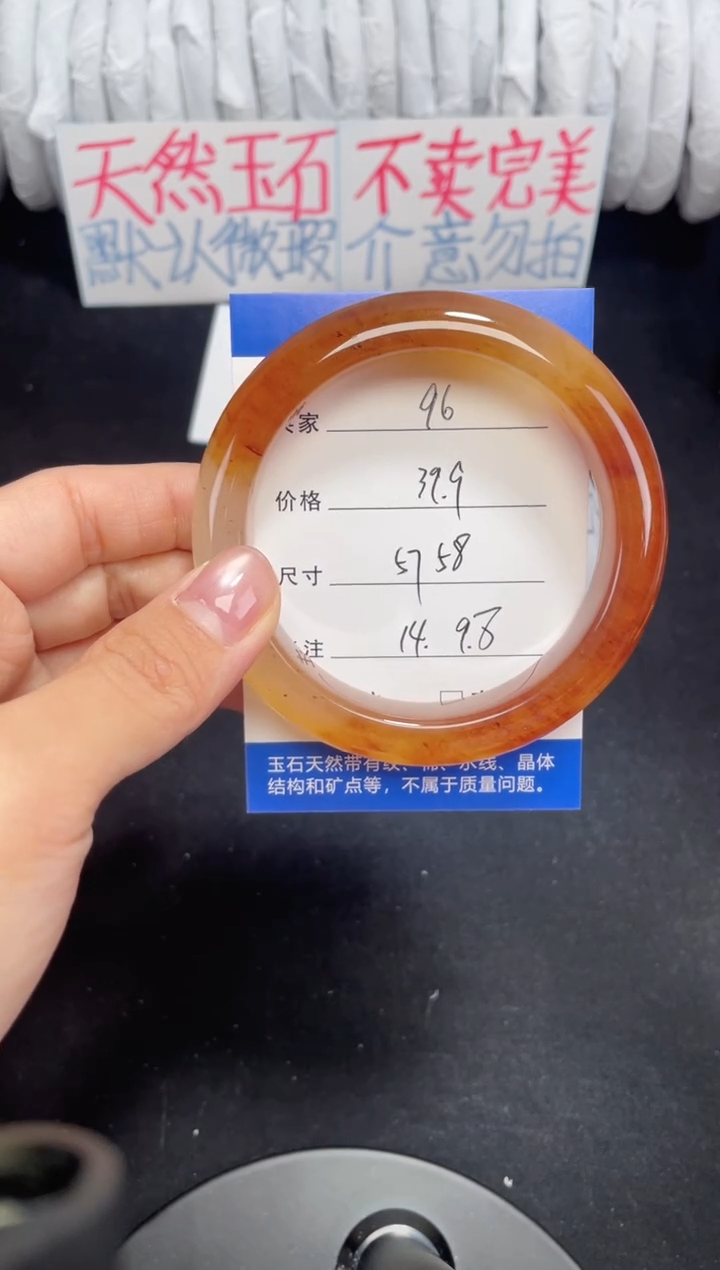 天然玉石 不卖完美
默认微瑕 介意勿拍
家 96
价格 39.9
尺寸 57 58
注 14. 9.8
玉石天然带有纹、棉、水线、晶体
结构和矿点等，不属于质量问题。